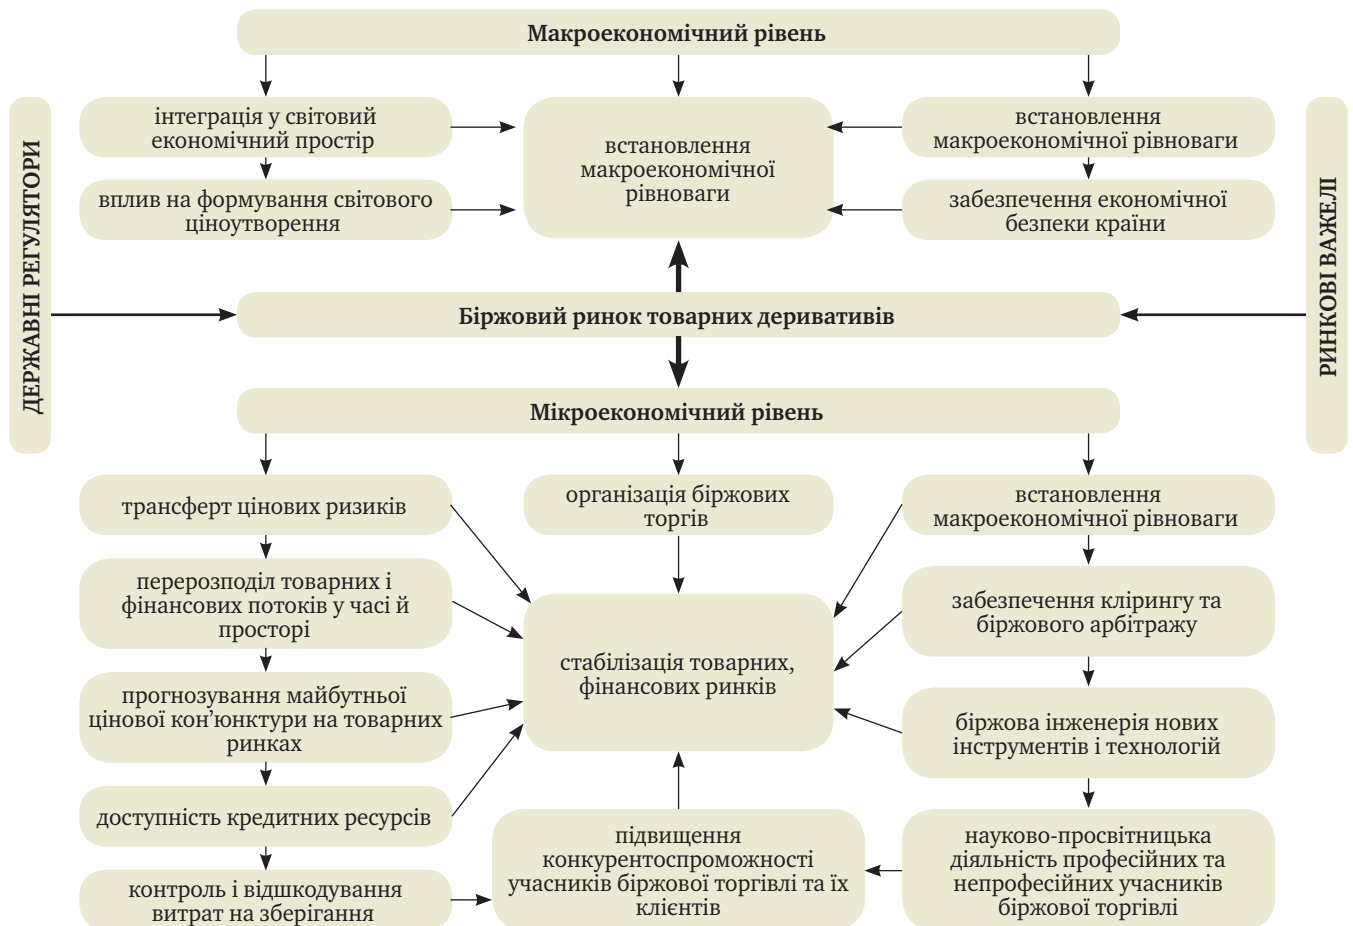 Макроекономічний рівень
інтеграція у світовий
економічний простір
встановлення
макроекономічної
рівноваги
встановлення
макроекономічної рівноваги
вплив на формування світового
ціноутворення
забезпечення економічної
безпеки країни
ДЕРЖАВНІ РЕГУЛЯТОРИ
Біржовий ринок товарних деривативів
РИНКОВІ ВАЖЕЛІ
Мікроекономічний рівень
трансферт цінових ризиків
організація біржових
торгів
встановлення
макроекономічної рівноваги
перерозподіл товарних і
фінансових потоків у часі й
просторі
забезпечення клірингу та
біржового арбітражу
стабілізація товарних,
фінансових ринків
прогнозування майбутньої
цінової кон’юнктури на товарних
ринках
біржова інженерія нових
інструментів і технологій
доступність кредитних ресурсів
підвищення
конкурентоспроможності
учасників біржової торгівлі та їх
клієнтів
науково-просвітницька
діяльність професійних та
непрофесійних учасників
біржової торгівлі
контроль і відшкодування
витрат на зберігання